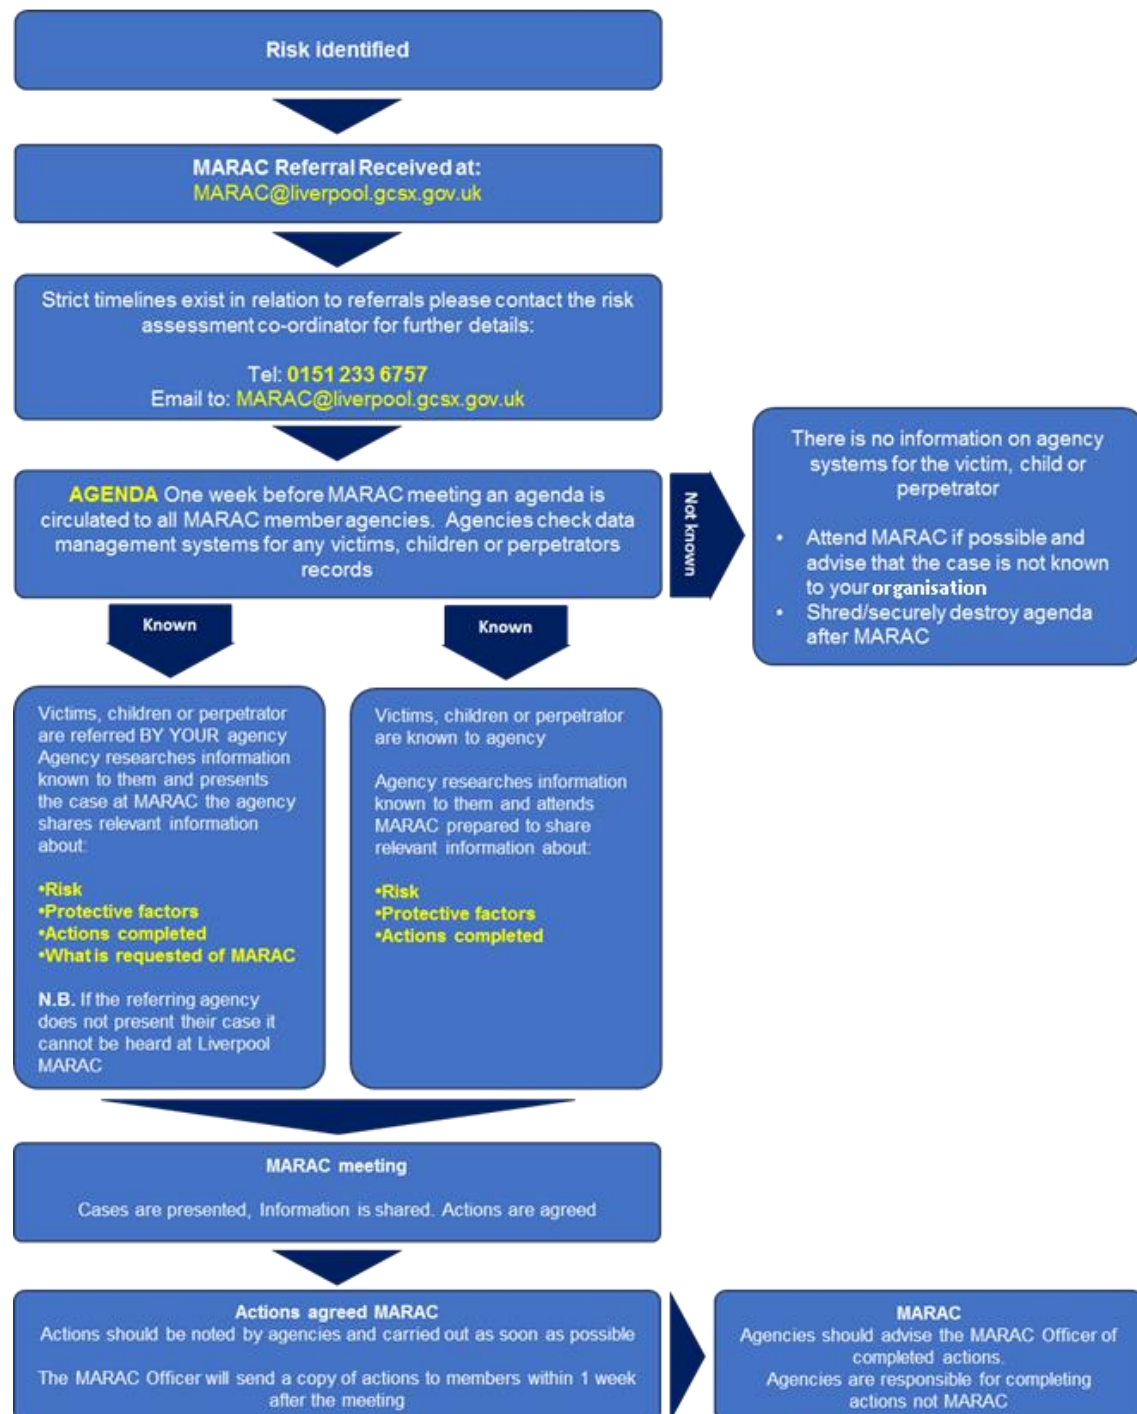 Risk identified
MARAC Referral Received at:
MARAC@liverpool.gcsx.gov.uk
Strict timelines exist in relation to referrals please contact the risk
assessment co-ordinator for further details:
Tel: 0151 233 6757
Email to: MARAC@liverpool.gcsx.gov.uk
AGENDA One week before MARAC meeting an agenda is
circulated to all MARAC member agencies. Agencies check data
management systems for any victims, children or perpetrators
records
Not known
There is no information on agency
systems for the victim, child or
perpetrator
• Attend MARAC if possible and
advise that the case is not known
to your organisation
• Shred/securely destroy agenda
after MARAC
Known
Known
Victims, children or perpetrator
are referred BY YOUR agency
Agency researches information
known to them and presents
the case at MARAC the agency
shares relevant information
about:
•Risk
•Protective factors
•Actions completed
•What is requested of MARAC
N.B. If the referring agency
does not present their case it
cannot be heard at Liverpool
MARAC
Victims, children or perpetrator
are known to agency
Agency researches information
known to them and attends
MARAC prepared to share
relevant information about:
•Risk
•Protective factors
•Actions completed
MARAC meeting
Cases are presented, Information is shared. Actions are agreed
Actions agreed MARAC
Actions should be noted by agencies and carried out as soon as possible
The MARAC Officer will send a copy of actions to members within 1 week
after the meeting
MARAC
Agencies should advise the MARAC Officer of
completed actions.
Agencies are responsible for completing
actions not MARAC